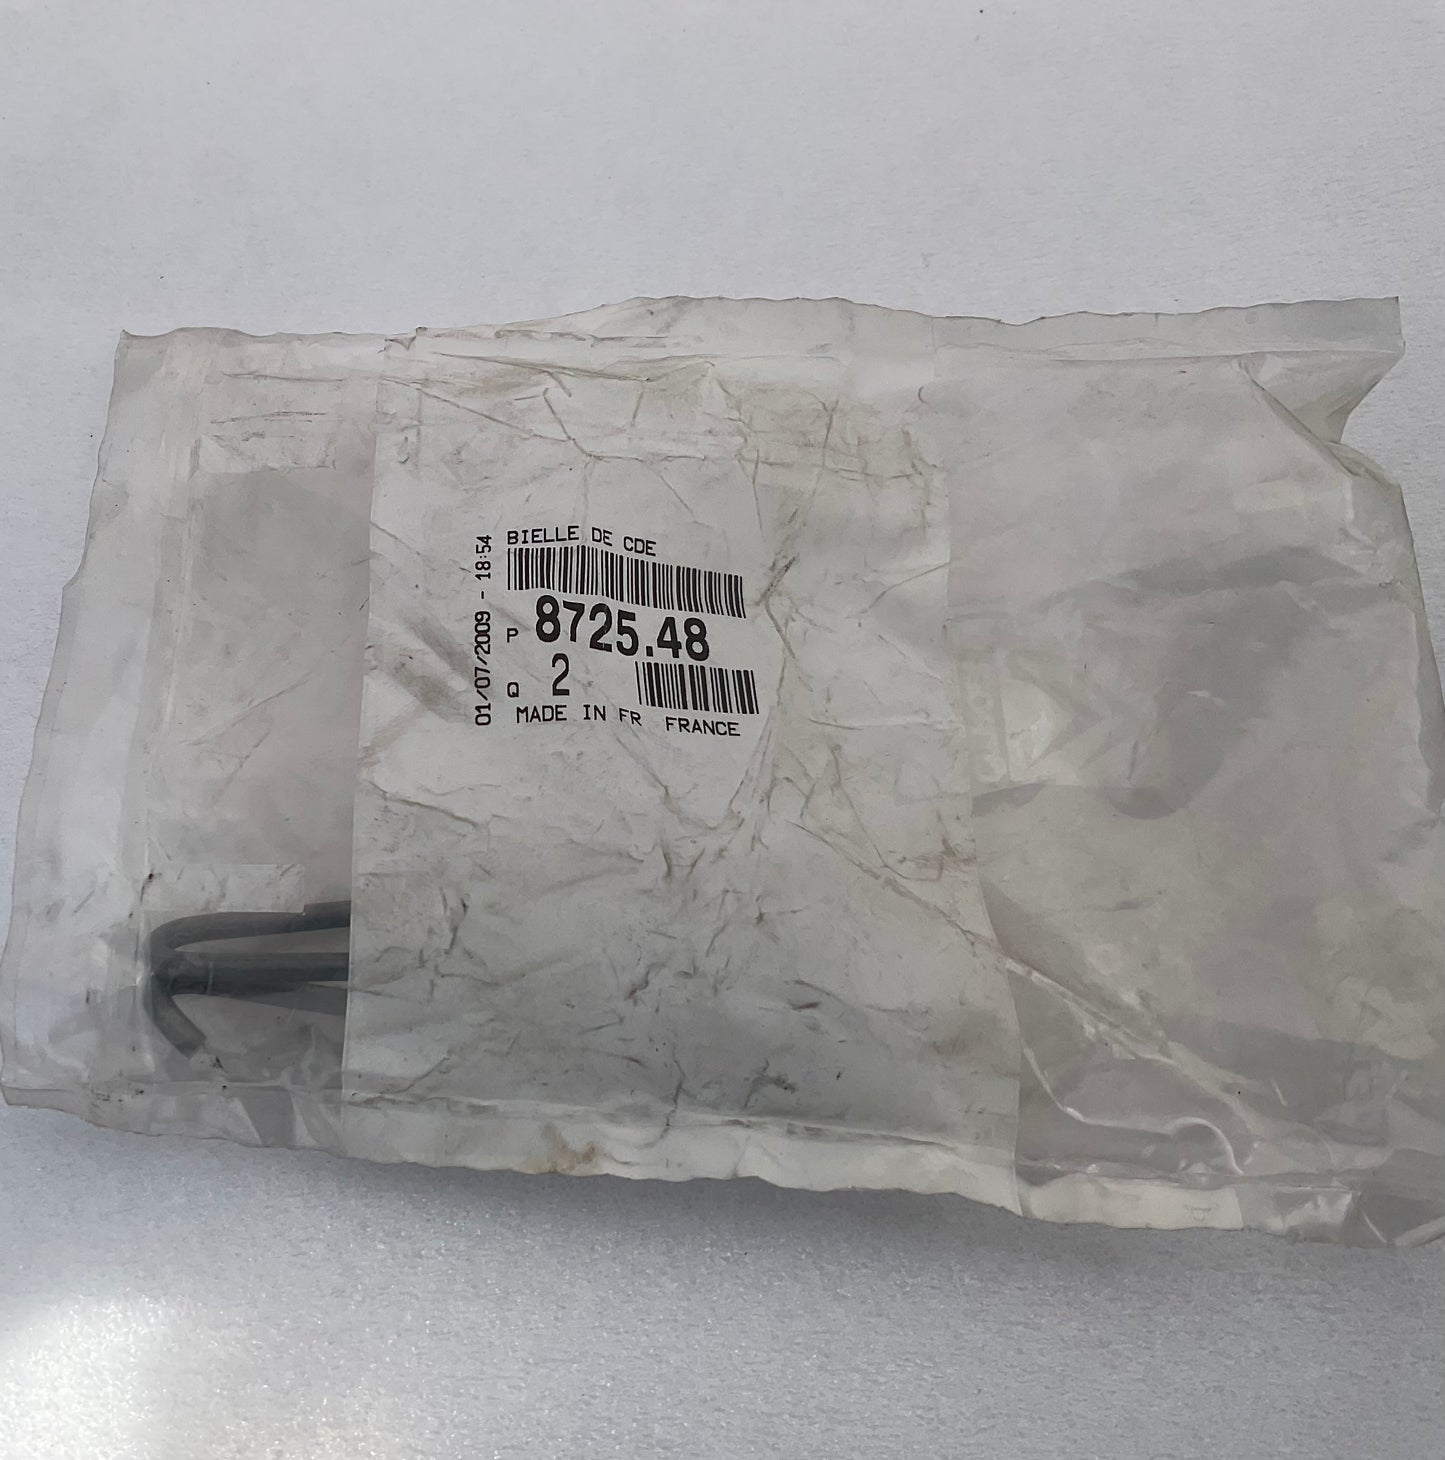 BIELLE DE CDE
P 8725.48
Q 2
MADE IN FR FRANCE
01/07/2009 - 18:54